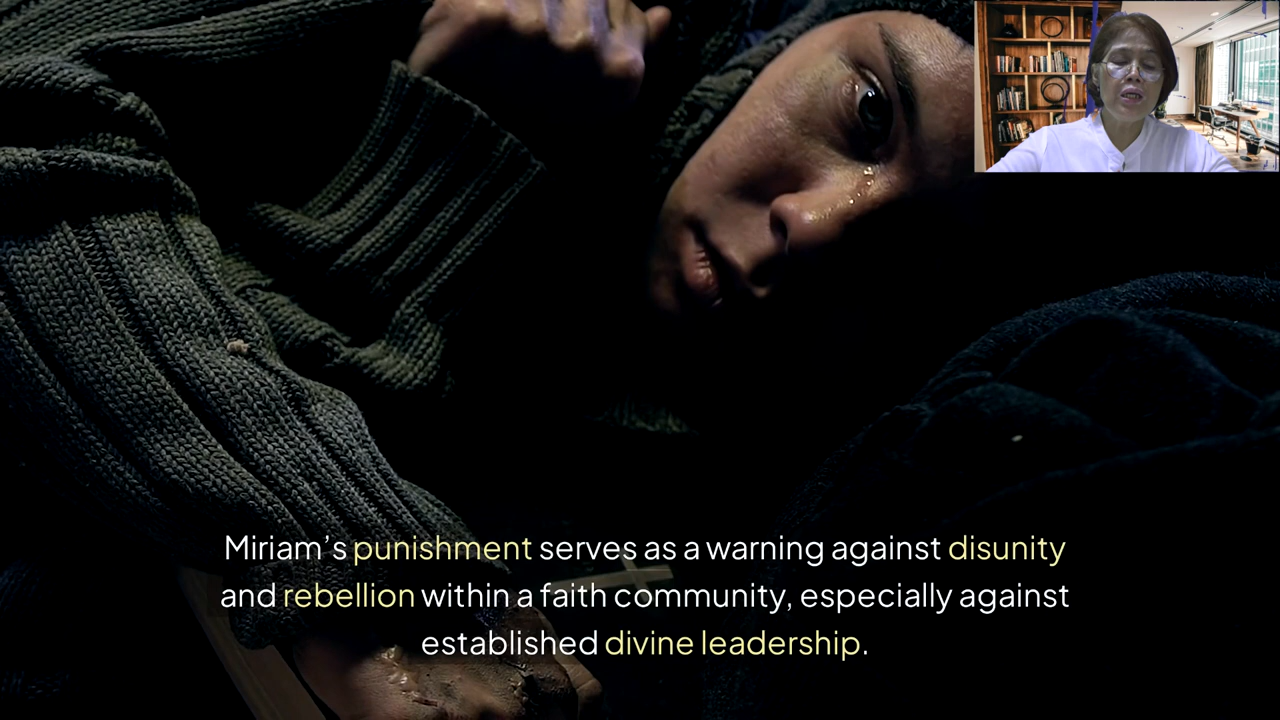 Miriam’s punishment serves as a warning against disunity
and rebellion within a faith community, especially against
established divine leadership.